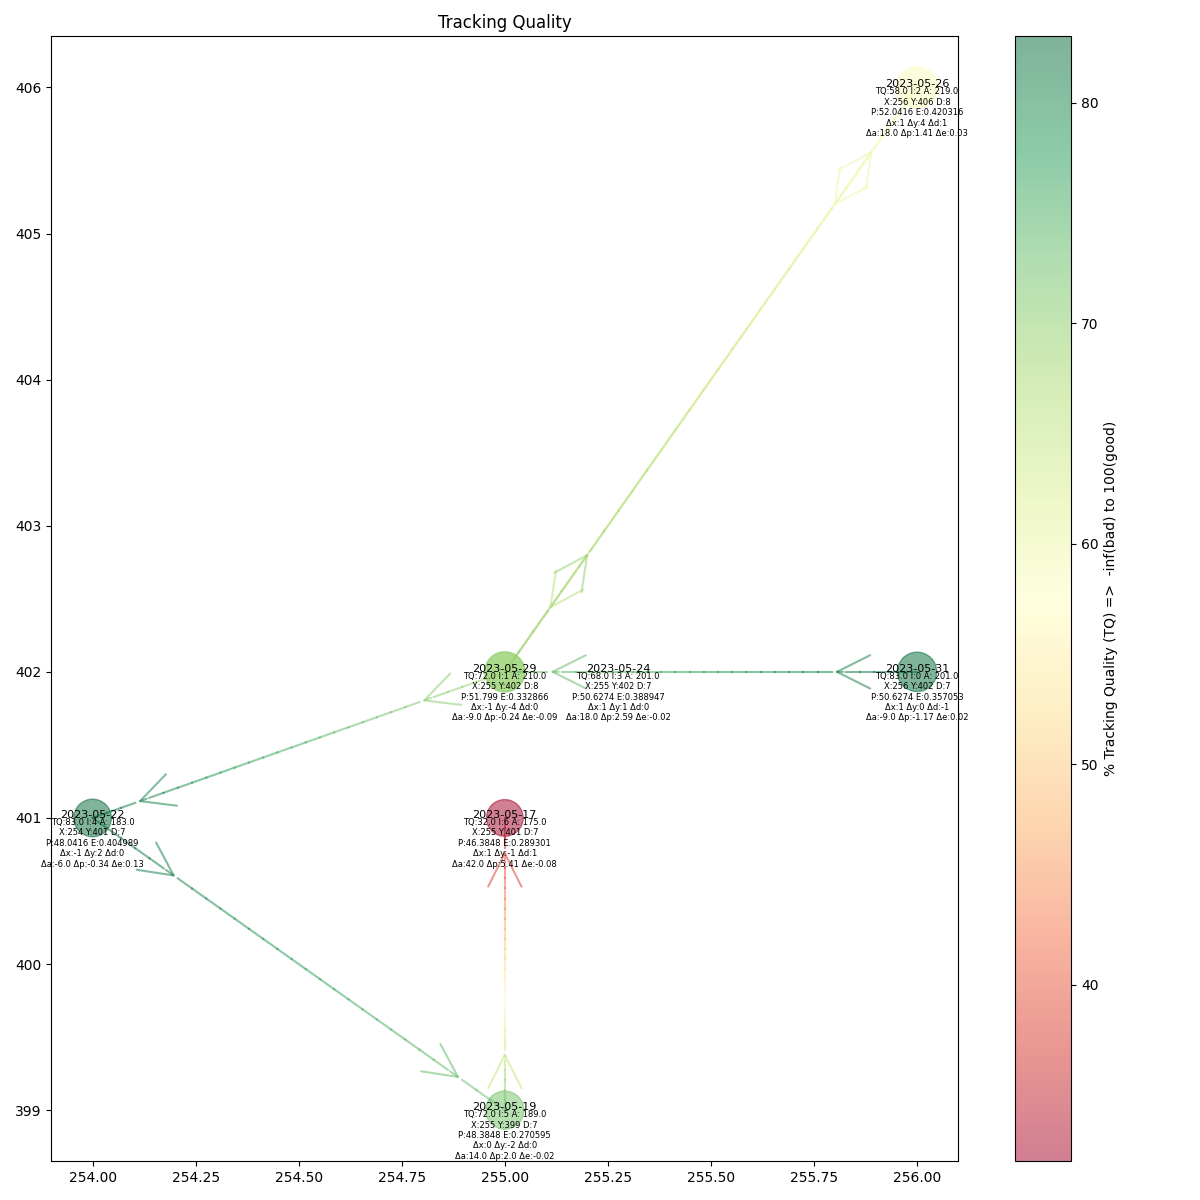 Tracking Quality
406
405
404
403
402
401
400
399
254.00
254.25
254.50
254.75
255.00
255.25
255.50
255.75
256.00
2023-05-26
TQ:58.0 I:2 A: 219.0
X:256 Y:406 D:8
P:52.0416 E:0.420316
Δx:1 Δy:4 Δd:1
Δa:18.0 Δp:1.41 Δe:0.03
2023-05-29
TQ:72.0 I:1 A: 210.0
X:255 Y:402 D:8
P:51.799 E:0.332866
Δx:-1 Δy:-4 Δd:0
Δa:-9.0 Δp:-0.24 Δe:-0.09
2023-05-24
TQ:68.0 I:3 A: 201.0
X:255 Y:402 D:7
P:50.6274 E:0.388947
Δx:1 Δy:1 Δd:0
Δa:18.0 Δp:2.59 Δe:-0.02
2023-05-31
TQ:83.0 I:0 A: 201.0
X:256 Y:402 D:7
P:50.6274 E:0.357053
Δx:1 Δy:0 Δd:-1
Δa:-9.0 Δp:-1.17 Δe:0.02
2023-05-22
TQ:83.0 I:4 A: 183.0
X:254 Y:401 D:7
P:48.0416 E:0.404989
Δx:-1 Δy:2 Δd:0
Δa:-6.0 Δp:-0.34 Δe:0.13
2023-05-17
TQ:32.0 I:6 A: 175.0
X:255 Y:401 D:7
P:46.3848 E:0.289301
Δx:1 Δy:-1 Δd:1
Δa:42.0 Δp:5.41 Δe:-0.08
2023-05-19
TQ:72.0 I:5 A: 189.0
X:255 Y:399 D:7
P:48.3848 E:0.270595
Δx:0 Δy:-2 Δd:0
Δa:14.0 Δp:2.0 Δe:-0.02
80
70
60
50
40
% Tracking Quality (TQ) =>  -inf(bad) to 100(good)